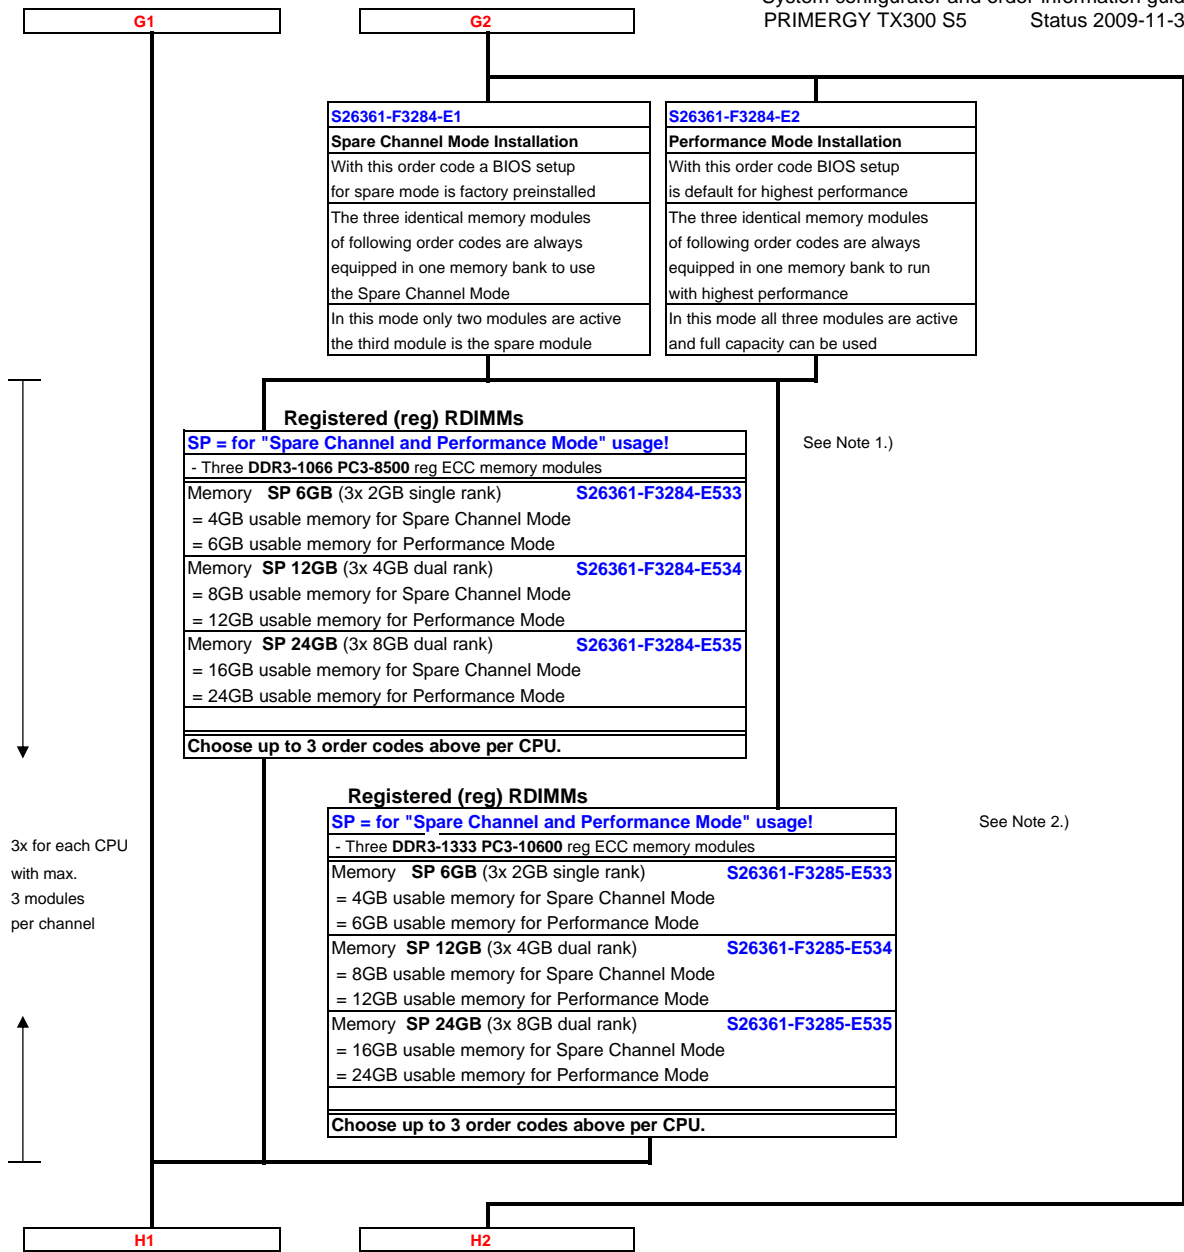 System configurator and order-information guid
PRIMERGY TX300 S5 Status 2009-11-3
G1
G2
S26361-F3284-E1
Spare Channel Mode Installation
With this order code a BIOS setup
for spare mode is factory preinstalled
The three identical memory modules
of following order codes are always
equipped in one memory bank to use
the Spare Channel Mode
In this mode only two modules are active
the third module is the spare module
S26361-F3284-E2
Performance Mode Installation
With this order code BIOS setup
is default for highest performance
The three identical memory modules
of following order codes are always
equipped in one memory bank to run
with highest performance
In this mode all three modules are active
and full capacity can be used
Registered (reg) RDIMMs
SP = for "Spare Channel and Performance Mode" usage!
See Note 1.)
- Three DDR3-1066 PC3-8500 reg ECC memory modules
Memory SP 6GB (3x 2GB single rank) S26361-F3284-E533
= 4GB usable memory for Spare Channel Mode
= 6GB usable memory for Performance Mode
Memory SP 12GB (3x 4GB dual rank) S26361-F3284-E534
= 8GB usable memory for Spare Channel Mode
= 12GB usable memory for Performance Mode
Memory SP 24GB (3x 8GB dual rank) S26361-F3284-E535
= 16GB usable memory for Spare Channel Mode
= 24GB usable memory for Performance Mode
Choose up to 3 order codes above per CPU.
Registered (reg) RDIMMs
SP = for "Spare Channel and Performance Mode" usage!
See Note 2.)
- Three DDR3-1333 PC3-10600 reg ECC memory modules
Memory SP 6GB (3x 2GB single rank) S26361-F3285-E533
= 4GB usable memory for Spare Channel Mode
= 6GB usable memory for Performance Mode
Memory SP 12GB (3x 4GB dual rank) S26361-F3285-E534
= 8GB usable memory for Spare Channel Mode
= 12GB usable memory for Performance Mode
Memory SP 24GB (3x 8GB dual rank) S26361-F3285-E535
= 16GB usable memory for Spare Channel Mode
= 24GB usable memory for Performance Mode
Choose up to 3 order codes above per CPU.
3x for each CPU
with max.
3 modules
per channel
H1
H2